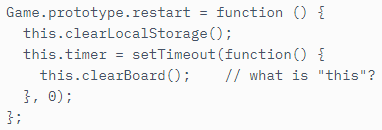 Game.prototype.restart = function () {
  this.clearLocalStorage();
  this.timer = setTimeout(function() {
    this.clearBoard();    // what is "this"?
  }, 0);
};